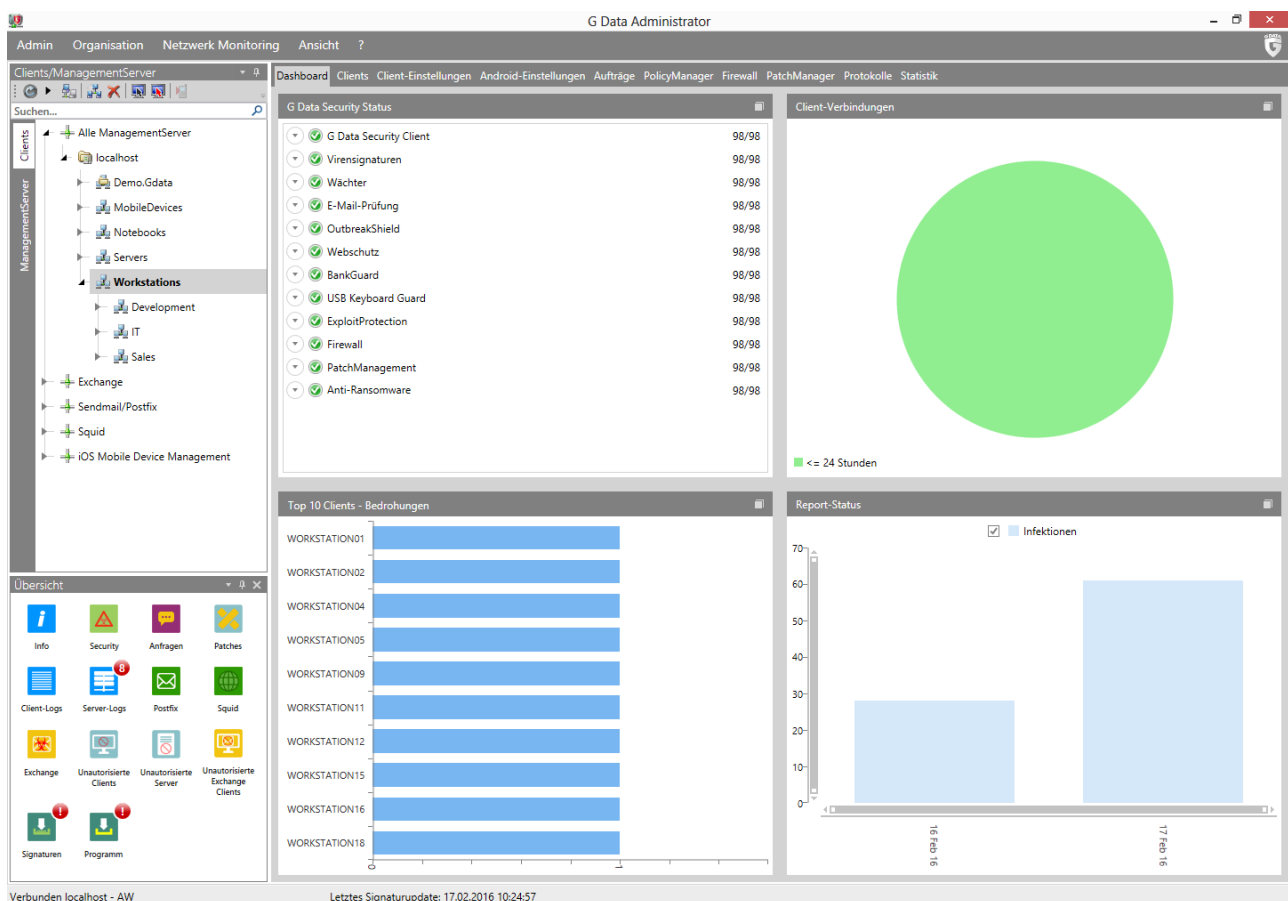 G Data Administrator
Admin Organisation Netzwerk Monitoring Ansicht ?
G DATA
Clients/ManagementServer
Suchen...
Clients
ManagementServer
Alle ManagementServer
localhost
Demo.Gdata
MobileDevices
Notebooks
Servers
Workstations
Development
IT
Sales
Exchange
Sendmail/Postfix
Squid
iOS Mobile Device Management
Übersicht
Info
Security
Anfragen
Patches
Client-Logs
8
Server-Logs
Postfix
Squid
Exchange
Unautorisierte
Clients
Unautorisierte
Server
Unautorisierte
Exchange
Clients
!
Signaturen
!
Programm
Dashboard Clients Client-Einstellungen Android-Einstellungen Aufträge PolicyManager Firewall PatchManager Protokolle Statistik
G Data Security Status
G Data Security Client 98/98
Virensignaturen 98/98
Wächter 98/98
E-Mail-Prüfung 98/98
OutbreakShield 98/98
Webschutz 98/98
BankGuard 98/98
USB Keyboard Guard 98/98
ExploitProtection 98/98
Firewall 98/98
PatchManagement 98/98
Anti-Ransomware 98/98
Client-Verbindungen
<= 24 Stunden
Top 10 Clients - Bedrohungen
WORKSTATION01
WORKSTATION02
WORKSTATION04
WORKSTATION05
WORKSTATION09
WORKSTATION11
WORKSTATION12
WORKSTATION15
WORKSTATION16
WORKSTATION18
0 1
Report-Status
Infektionen
70
60
50
40
30
20
10
0
16 Feb 16
17 Feb 16
Verbunden localhost - AW
Letztes Signaturupdate: 17.02.2016 10:24:57